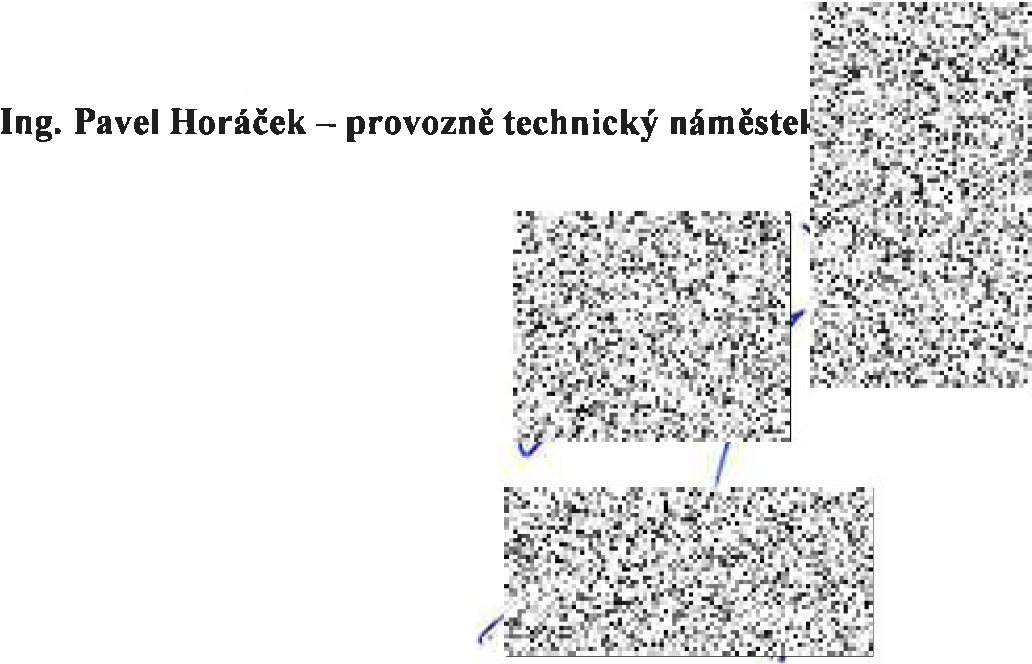 Ing. Pavel Horáček – provozně technický náměstek